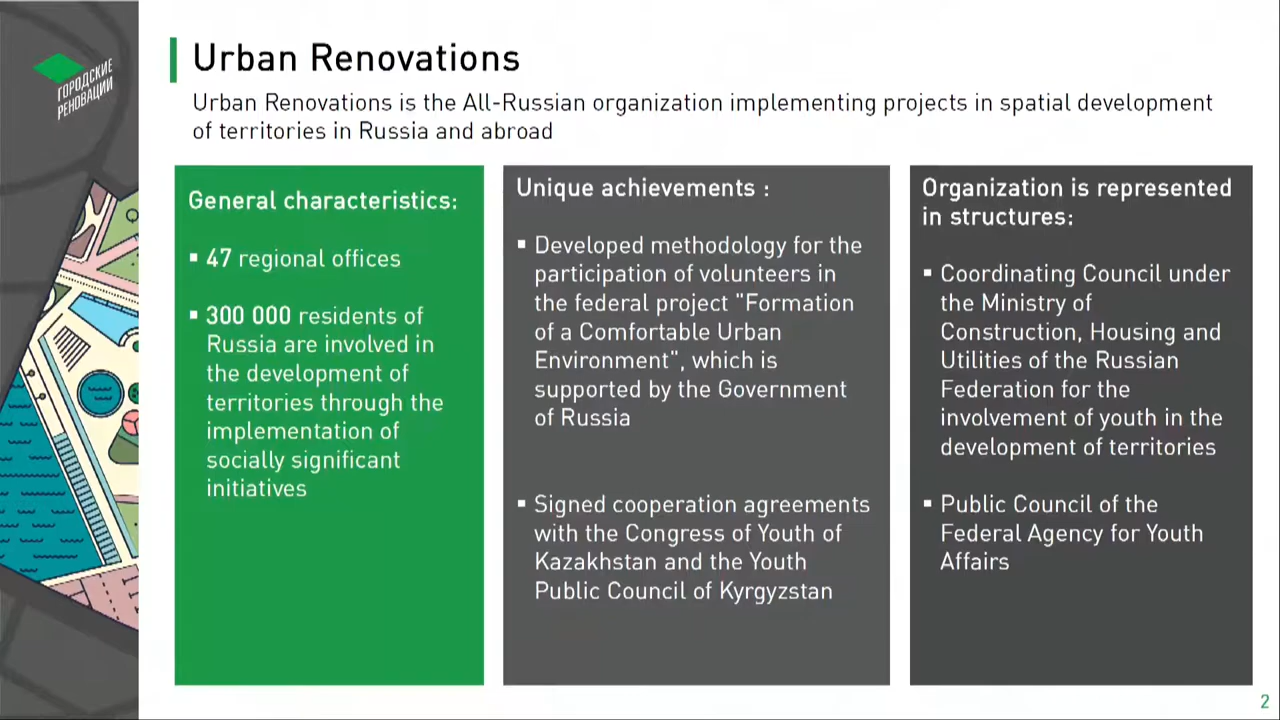 ГОРОДСКИЕ
РЕНОВАЦИИ
Urban Renovations
Urban Renovations is the All-Russian organization implementing projects in spatial development
of territories in Russia and abroad
General characteristics:
▪ 47 regional offices
▪ 300 000 residents of
Russia are involved in
the development of
territories through the
implementation of
socially significant
initiatives
Unique achievements :
▪ Developed methodology for the
participation of volunteers in
the federal project "Formation
of a Comfortable Urban
Environment", which is
supported by the Government
of Russia
▪ Signed cooperation agreements
with the Congress of Youth of
Kazakhstan and the Youth
Public Council of Kyrgyzstan
Organization is represented
in structures:
▪ Coordinating Council under
the Ministry of
Construction, Housing and
Utilities of the Russian
Federation for the
involvement of youth in the
development of territories
▪ Public Council of the
Federal Agency for Youth
Affairs
2